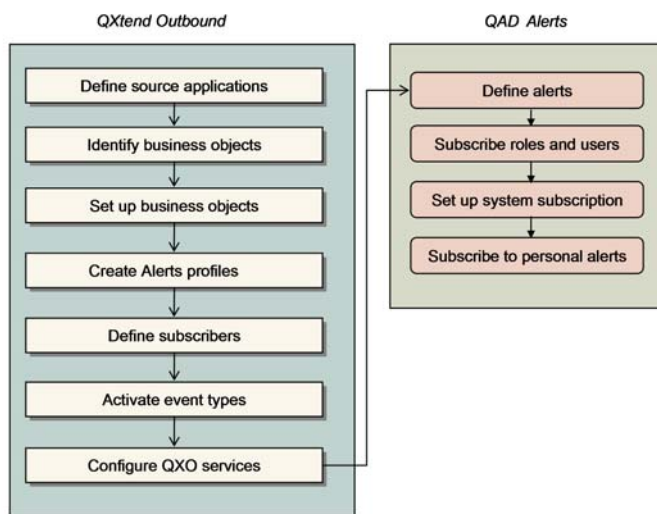 QXtend Outbound
Define source applications
Identify business objects
Set up business objects
Create Alerts profiles
Define subscribers
Activate event types
Configure QXO services
QAD Alerts
Define alerts
Subscribe roles and users
Set up system subscription
Subscribe to personal alerts